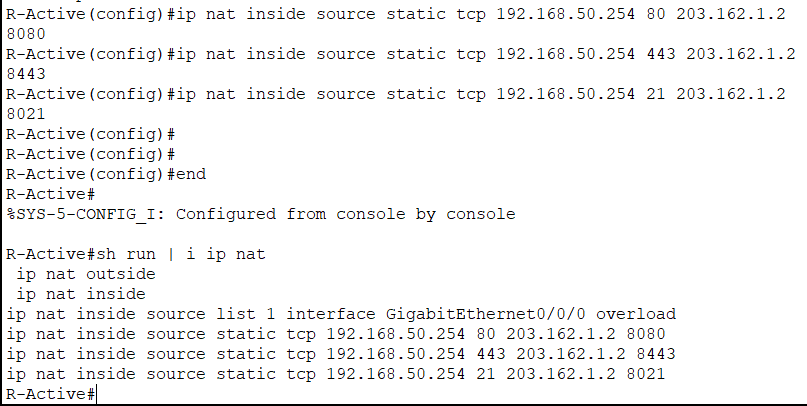 R-Active(config)#ip nat inside source static tcp 192.168.50.254 80 203.162.1.2
8080
R-Active(config)#ip nat inside source static tcp 192.168.50.254 443 203.162.1.2
8443
R-Active(config)#ip nat inside source static tcp 192.168.50.254 21 203.162.1.2
8021
R-Active(config)#
R-Active(config)#
R-Active(config)#end
R-Active#
%SYS-5-CONFIG_I: Configured from console by console

R-Active#sh run | i ip nat
 ip nat outside
 ip nat inside
ip nat inside source list 1 interface GigabitEthernet0/0/0 overload
ip nat inside source static tcp 192.168.50.254 80 203.162.1.2 8080
ip nat inside source static tcp 192.168.50.254 443 203.162.1.2 8443
ip nat inside source static tcp 192.168.50.254 21 203.162.1.2 8021
R-Active#